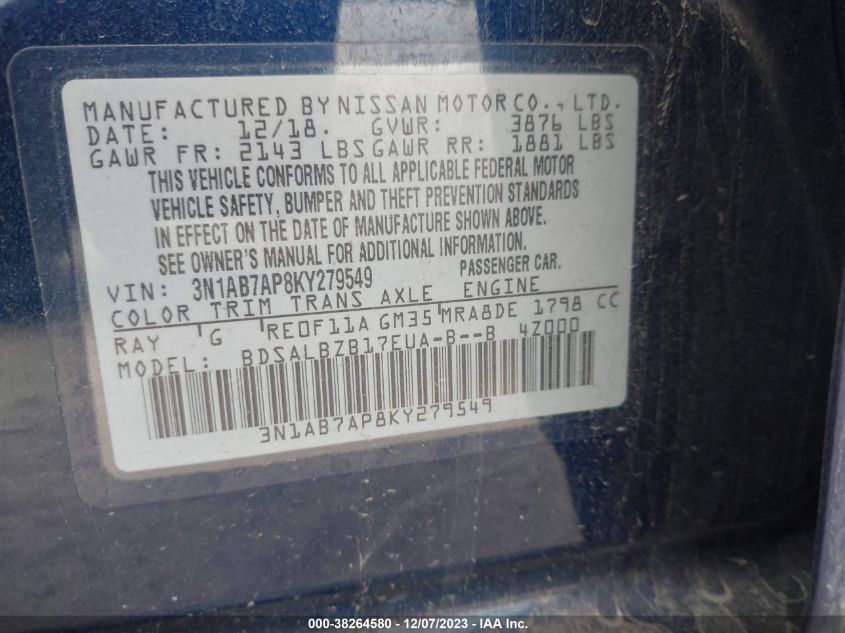 MANUFACTURED BY NISSAN MOTOR CO., LTD.
DATE: 12/18. GVWR: 3876 LBS
GAWR FR: 2143 LBS GAWR RR: 1881 LBS
THIS VEHICLE CONFORMS TO ALL APPLICABLE FEDERAL MOTOR
VEHICLE SAFETY, BUMPER AND THEFT PREVENTION STANDARDS
IN EFFECT ON THE DATE OF MANUFACTURE SHOWN ABOVE.
SEE OWNER'S MANUAL FOR ADDITIONAL INFORMATION.
VIN: 3N1AB7AP8KY279549 PASSENGER CAR.
COLOR TRIM TRANS AXLE ENGINE
RAY G RE0F11A GM35 MRA8DE 1798 CC
MODEL: BDSALBZB17EUA-B--B 4Z000
3N1AB7AP8KY279549
000-38264580 - 12/07/2023 - IAA Inc.